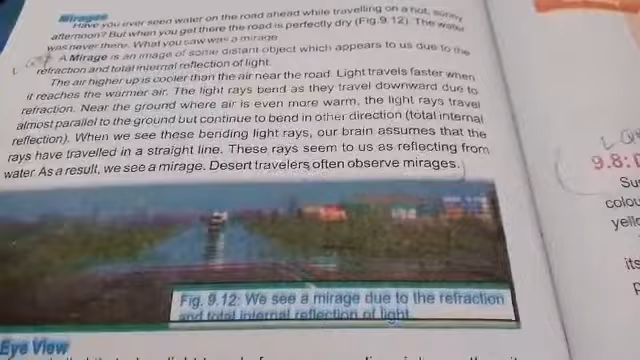 Mirages
Have you ever seen water on the road ahead while travelling on a hot, sunny
afternoon? But when you get there the road is perfectly dry (Fig.9.12). The water
was never there. What you saw was a mirage.
A Mirage is an image of some distant object which appears to us due to the
refraction and total internal reflection of light.
The air higher up is cooler than the air near the road. Light travels faster when
it reaches the warmer air. The light rays bend as they travel downward due to
refraction. Near the ground where air is even more warm, the light rays travel
almost parallel to the ground but continue to bend in other direction (total internal
reflection). When we see these bending light rays, our brain assumes that the
rays have travelled in a straight line. These rays seem to us as reflecting from
water. As a result, we see a mirage. Desert travelers often observe mirages.
Fig. 9.12: We see a mirage due to the refraction
and total internal reflection of light.
Eye View
9.8:
colou
yello
its